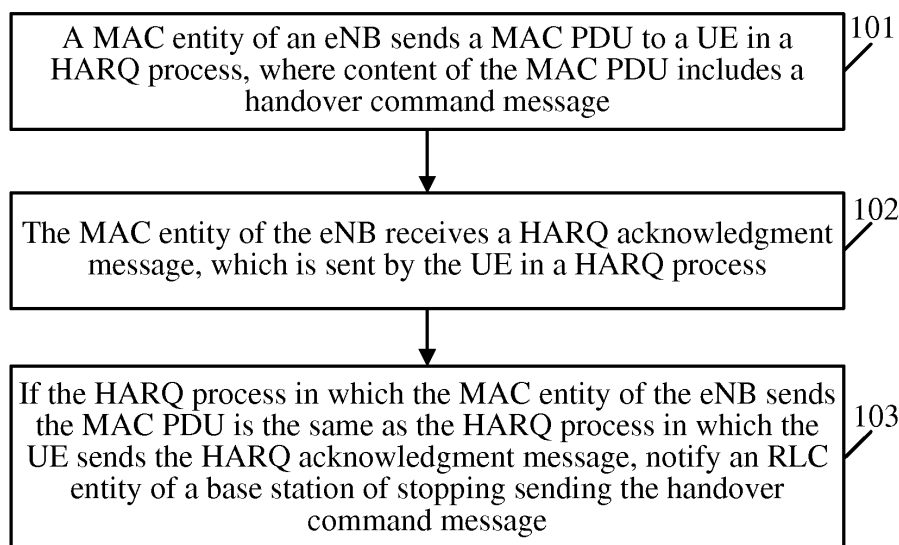 A MAC entity of an eNB sends a MAC PDU to a UE in a
HARQ process, where content of the MAC PDU includes a
handover command message
101
The MAC entity of the eNB receives a HARQ acknowledgment
message, which is sent by the UE in a HARQ process
102
If the HARQ process in which the MAC entity of the eNB sends
the MAC PDU is the same as the HARQ process in which the
UE sends the HARQ acknowledgment message, notify an RLC
entity of a base station of stopping sending the handover
command message
103